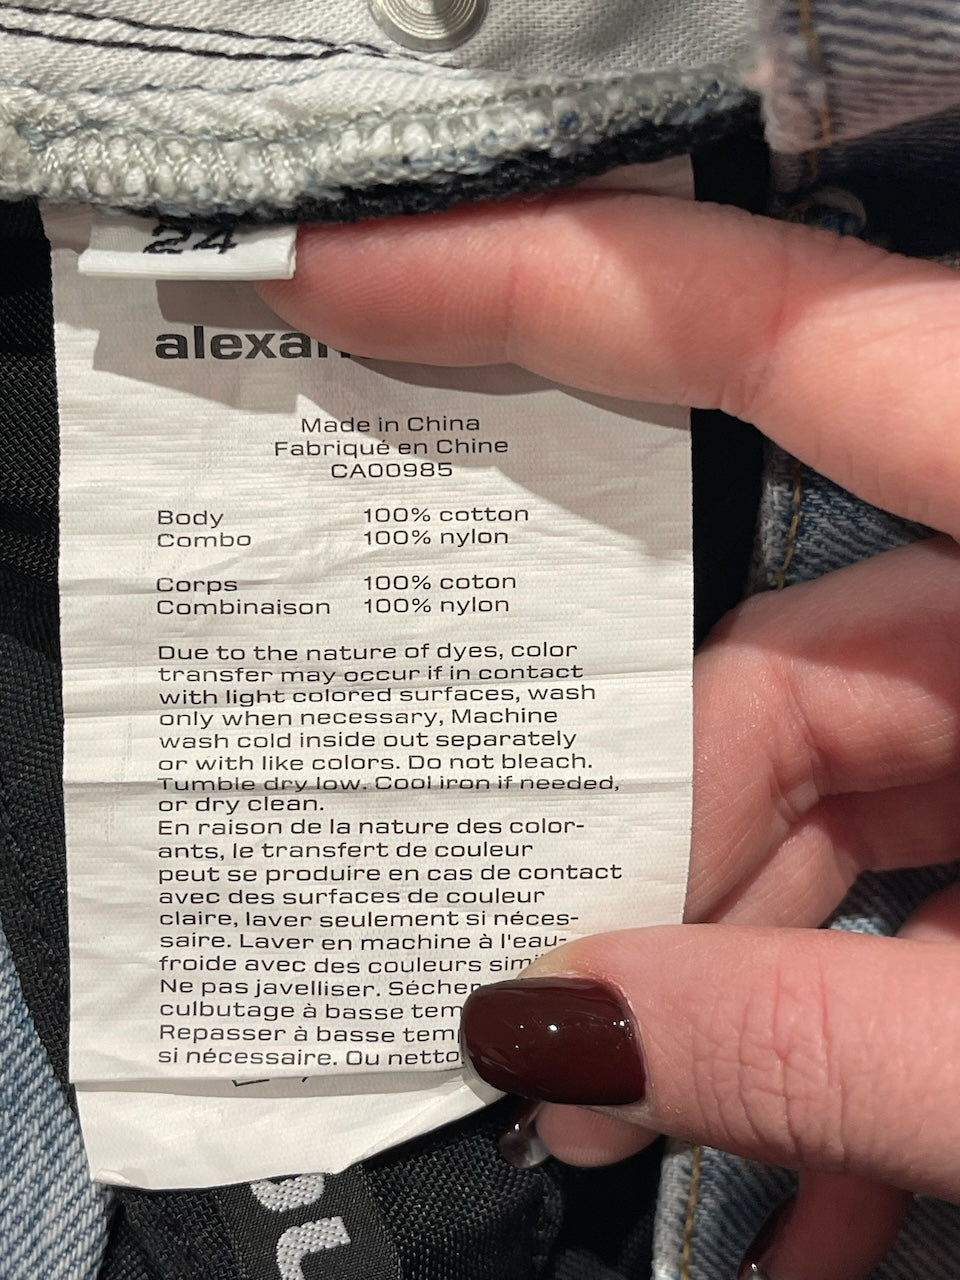 24
Made in China
Fabriqué en Chine
CA00985
Body 100% cotton
Combo 100% nylon
Corps 100% coton
Combinaison 100% nylon
Due to the nature of dyes, color
transfer may occur if in contact
with light colored surfaces, wash
only when necessary, Machine
wash cold inside out separately
or with like colors. Do not bleach.
Tumble dry low. Cool iron if needed,
or dry clean.
En raison de la nature des color-
ants, le transfert de couleur
peut se produire en cas de contact
avec des surfaces de couleur
claire, laver seulement si néces-
saire. Laver en machine à l'eau-
froide avec des couleurs
Ne pas javelliser. Sécher
culbutage à basse
Repasser à basse
si nécessaire. Ou